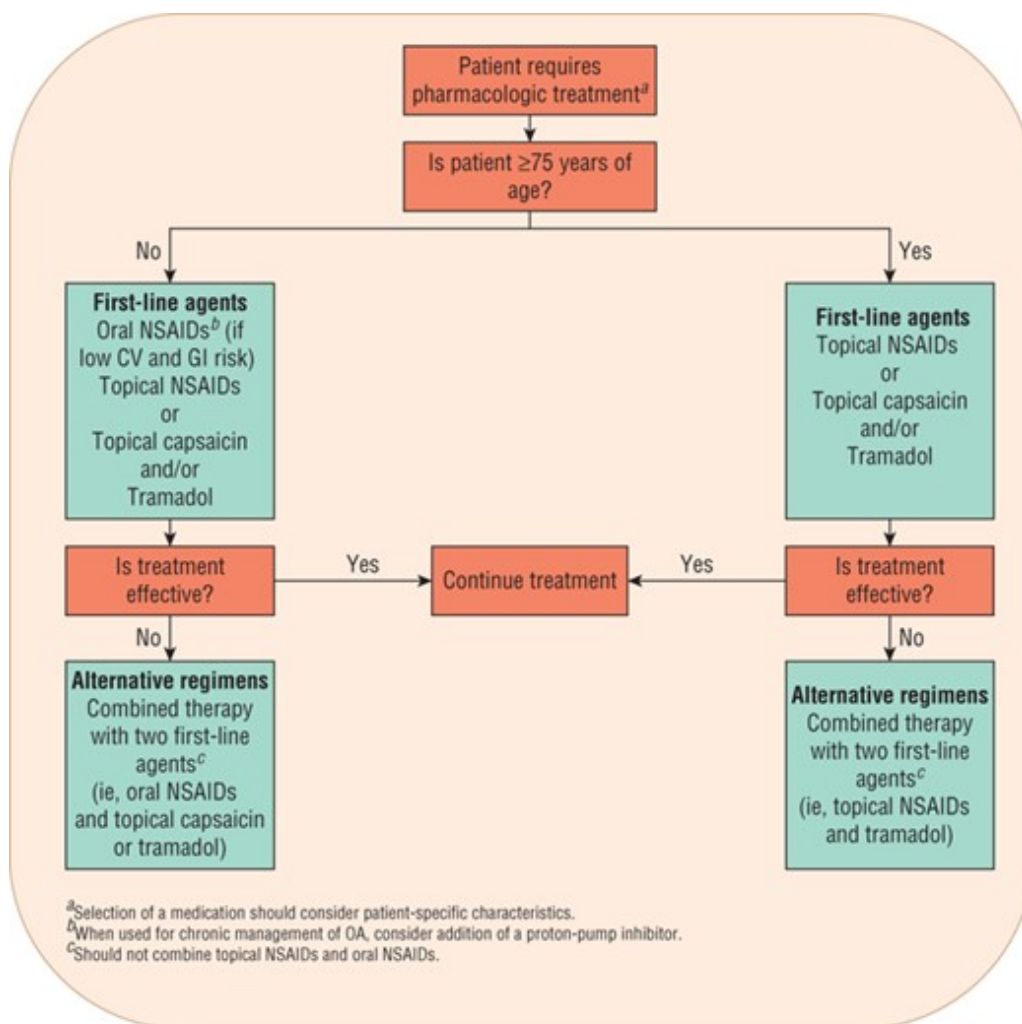 Patient requires
pharmacologic treatmentᵃ
Is patient ≥75 years of
age?
No
Yes
First-line agents
Oral NSAIDsᵇ (if
low CV and GI risk)
Topical NSAIDs
or
Topical capsaicin
and/or
Tramadol
First-line agents
Topical NSAIDs
or
Topical capsaicin
and/or
Tramadol
Is treatment
effective?
Yes
Continue treatment
Yes
Is treatment
effective?
No
No
Alternative regimens
Combined therapy
with two first-line
agentsᶜ
(ie, oral NSAIDs
and topical capsaicin
or tramadol)
Alternative regimens
Combined therapy
with two first-line
agentsᶜ
(ie, topical NSAIDs
and tramadol)
ᵃSelection of a medication should consider patient-specific characteristics.
ᵇWhen used for chronic management of OA, consider addition of a proton-pump inhibitor.
ᶜShould not combine topical NSAIDs and oral NSAIDs.